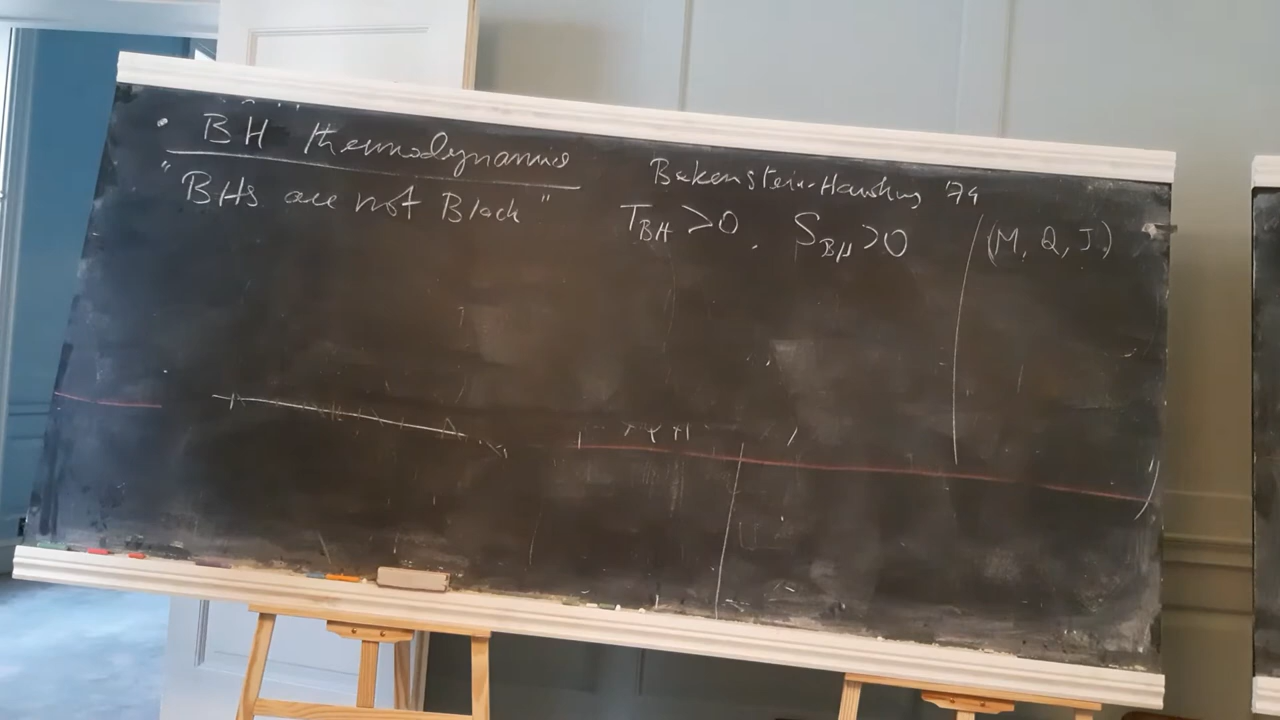 • BH thermodynamics
"BHs are not Black"
Bekenstein-Hawking '74
T_BH >0, S_BH >0
(M, Q, J)